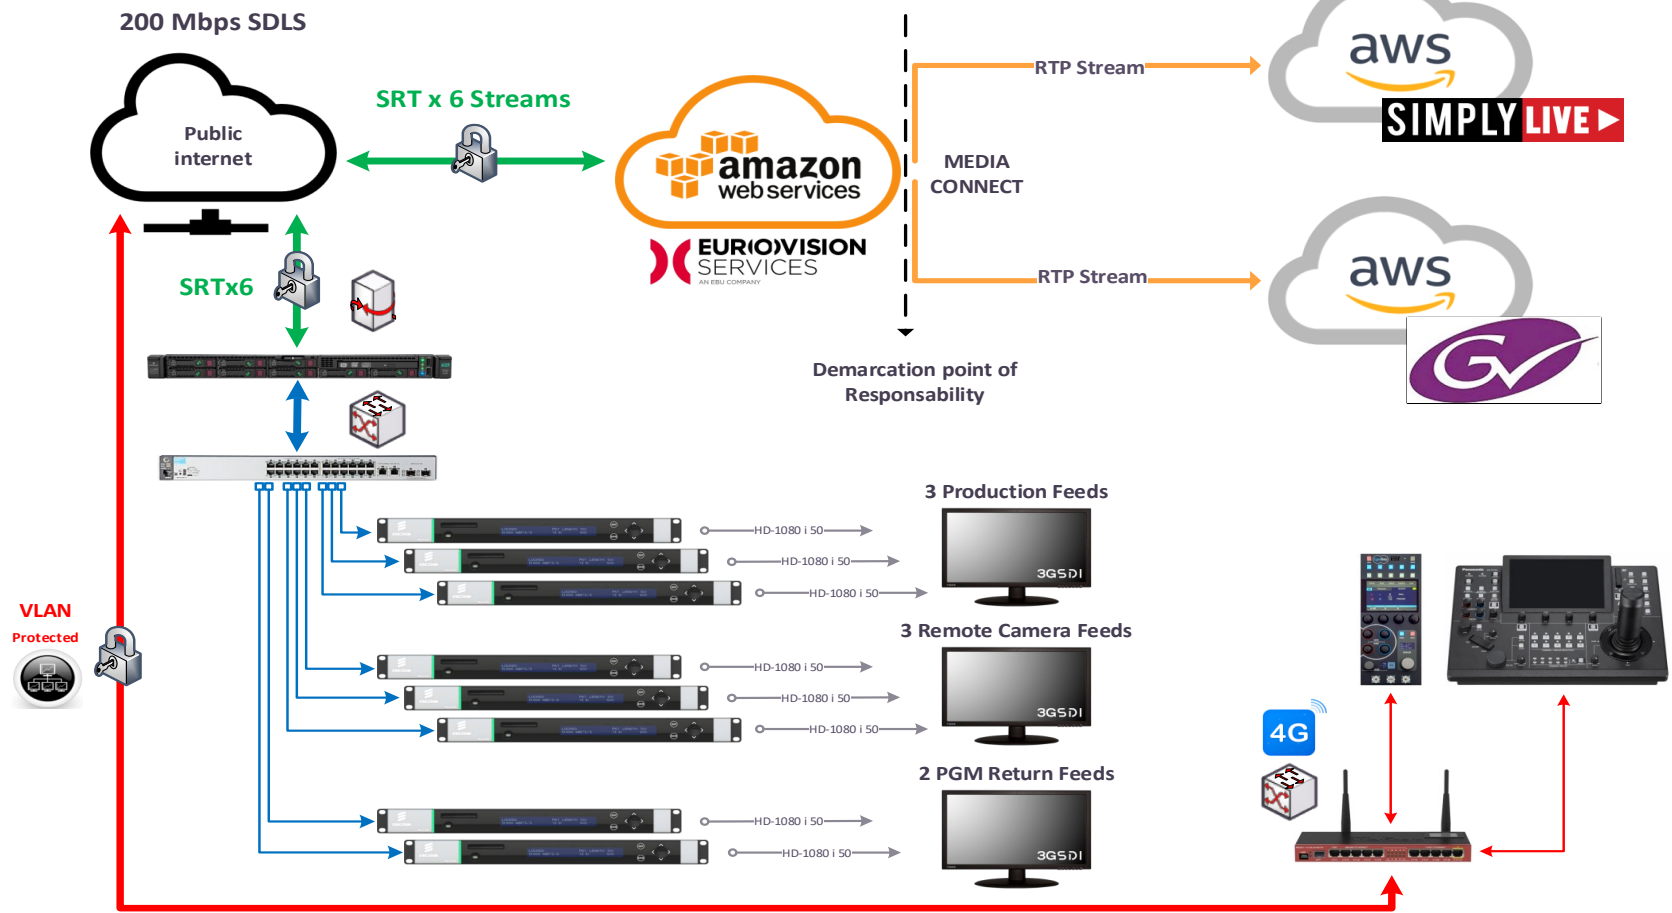 200 Mbps SDLS
Public
internet
SRT x 6 Streams
amazon
web services
EUROVISION
SERVICES
AN EBU COMPANY
RTP Stream
aws
SIMPLY LIVE
MEDIA
CONNECT
RTP Stream
aws
GV
SRTx6
Demarcation point of
Responsability
3 Production Feeds
HD-1080 i 50
HD-1080 i 50
HD-1080 i 50
3GSDI
VLAN
Protected
3 Remote Camera Feeds
HD-1080 i 50
HD-1080 i 50
HD-1080 i 50
3GSDI
4G
2 PGM Return Feeds
HD-1080 i 50
HD-1080 i 50
3GSDI
Panasonic